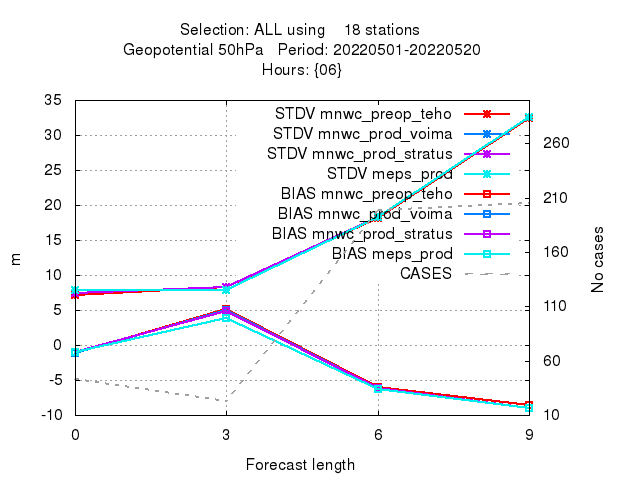 Selection: ALL using    18 stations
Geopotential 50hPa   Period: 20220501-20220520
Hours: {06}
35
30
25
20
15
10
5
0
-5
-10
m
STDV mnwc_preop_teho
STDV mnwc_prod_voima
STDV mnwc_prod_stratus
STDV meps_prod
BIAS mnwc_preop_teho
BIAS mnwc_prod_voima
BIAS mnwc_prod_stratus
BIAS meps_prod
CASES
260
210
160
110
60
10
No cases
0 3 6 9
Forecast length